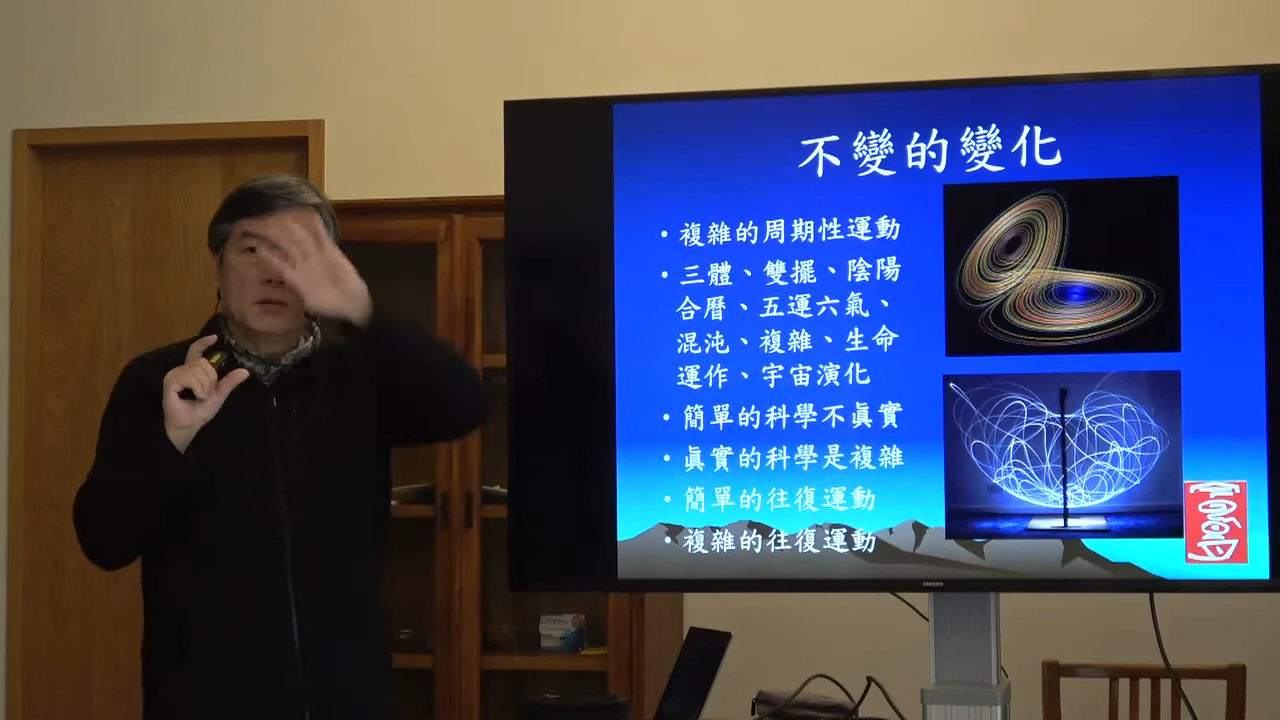 不變的變化
•複雜的周期性運動
•三體、雙擺、陰陽
合曆、五運六氣、
混沌、複雜、生命
運作、宇宙演化
•簡單的科學不眞實
•眞實的科學是複雜
•簡單的往復運動
•複雜的往復運動
SAMSUNG